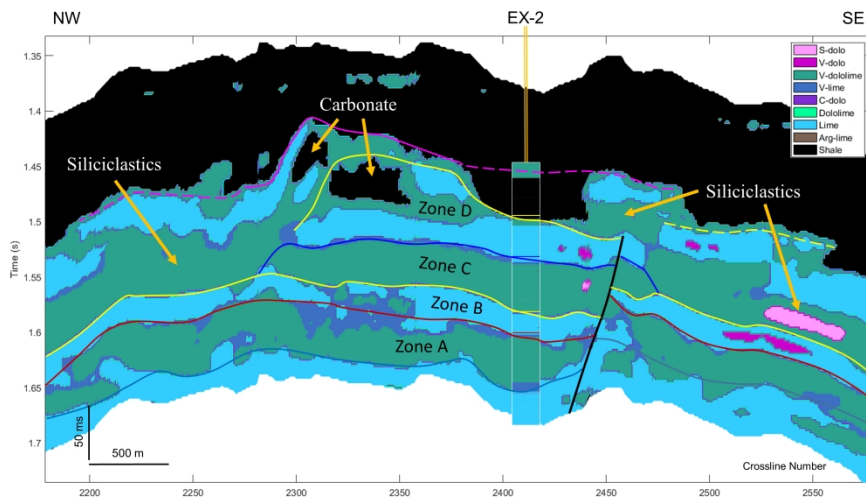 NW
EX-2
SE
1.35
1.4
1.45
1.5
1.55
1.6
1.65
1.7
Time (s)
S-dolo
V-dolo
V-dololime
V-lime
C-dolo
Dololime
Lime
Arg-lime
Shale
Carbonate
Siliciclastics
Siliciclastics
Zone D
Zone C
Zone B
Zone A
50 ms
500 m
Crossline Number
2200
2250
2300
2350
2400
2450
2500
2550